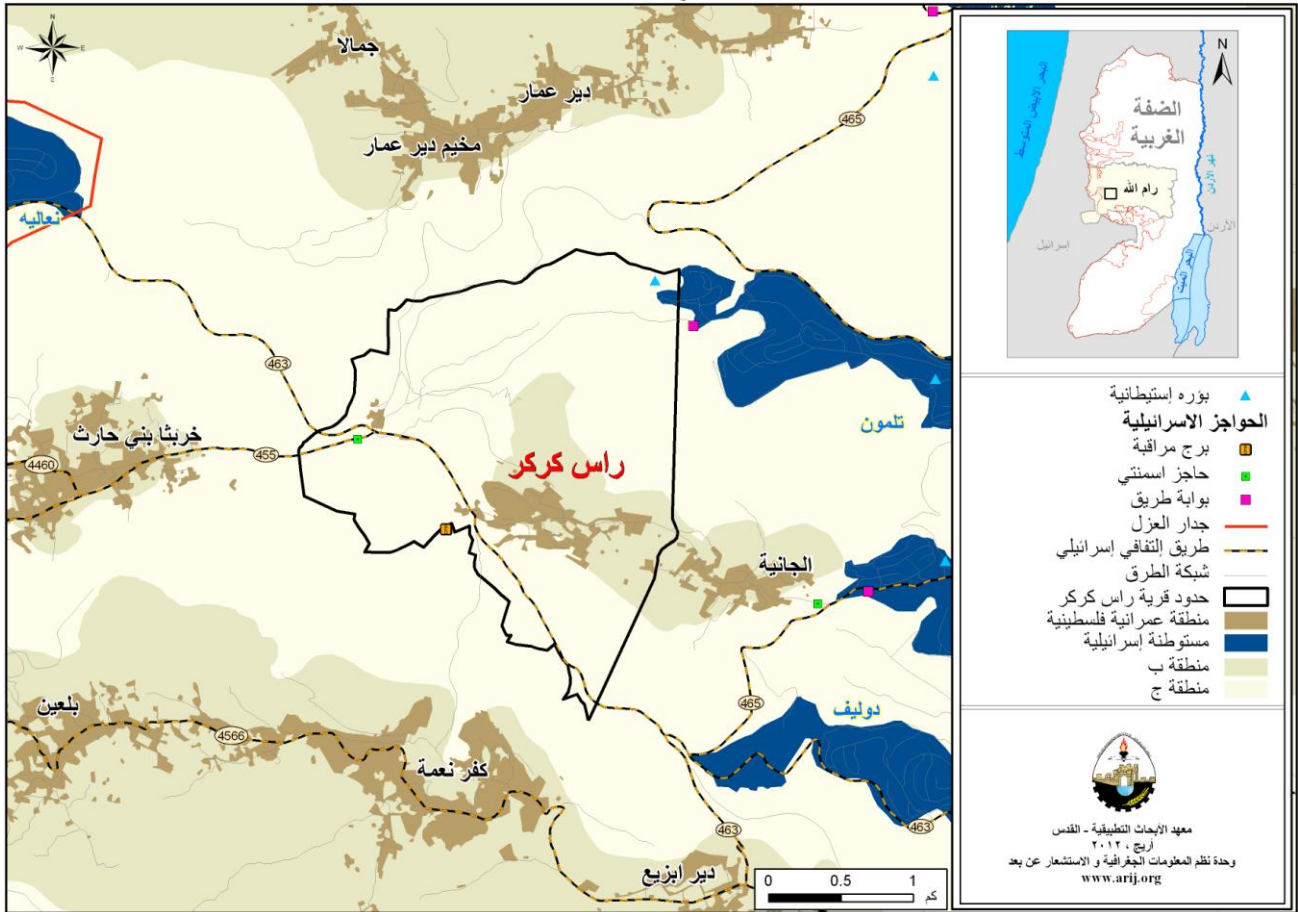 جمالا
دير عمار
مخيم دير عمار
نعاليه
465
463
خربثا بني حارث
4460
455
راس كركر
تلمون
الجانية
بلعين
4566
كفر نعمة
465
دوليف
463
463
دير ابزيع
0 0.5 1
كم
N
W E
S
N
البحر الابيض المتوسط
الضفة
الغربية
رام الله
نهر الأردن
الأردن
إسرائيل
البحر الميت
بؤره إستيطانية
الحواجز الاسرائيلية
برج مراقبة
حاجز اسمنتي
بوابة طريق
جدار العزل
طريق إلتفافي إسرائيلي
شبكة الطرق
حدود قرية راس كركر
منطقة عمرانية فلسطينية
مستوطنة إسرائيلية
منطقة ب
منطقة ج
معهد الأبحاث التطبيقية - القدس
أريج ، ٢٠١٢
وحدة نظم المعلومات الجغرافية و الاستشعار عن بعد
www.arij.org